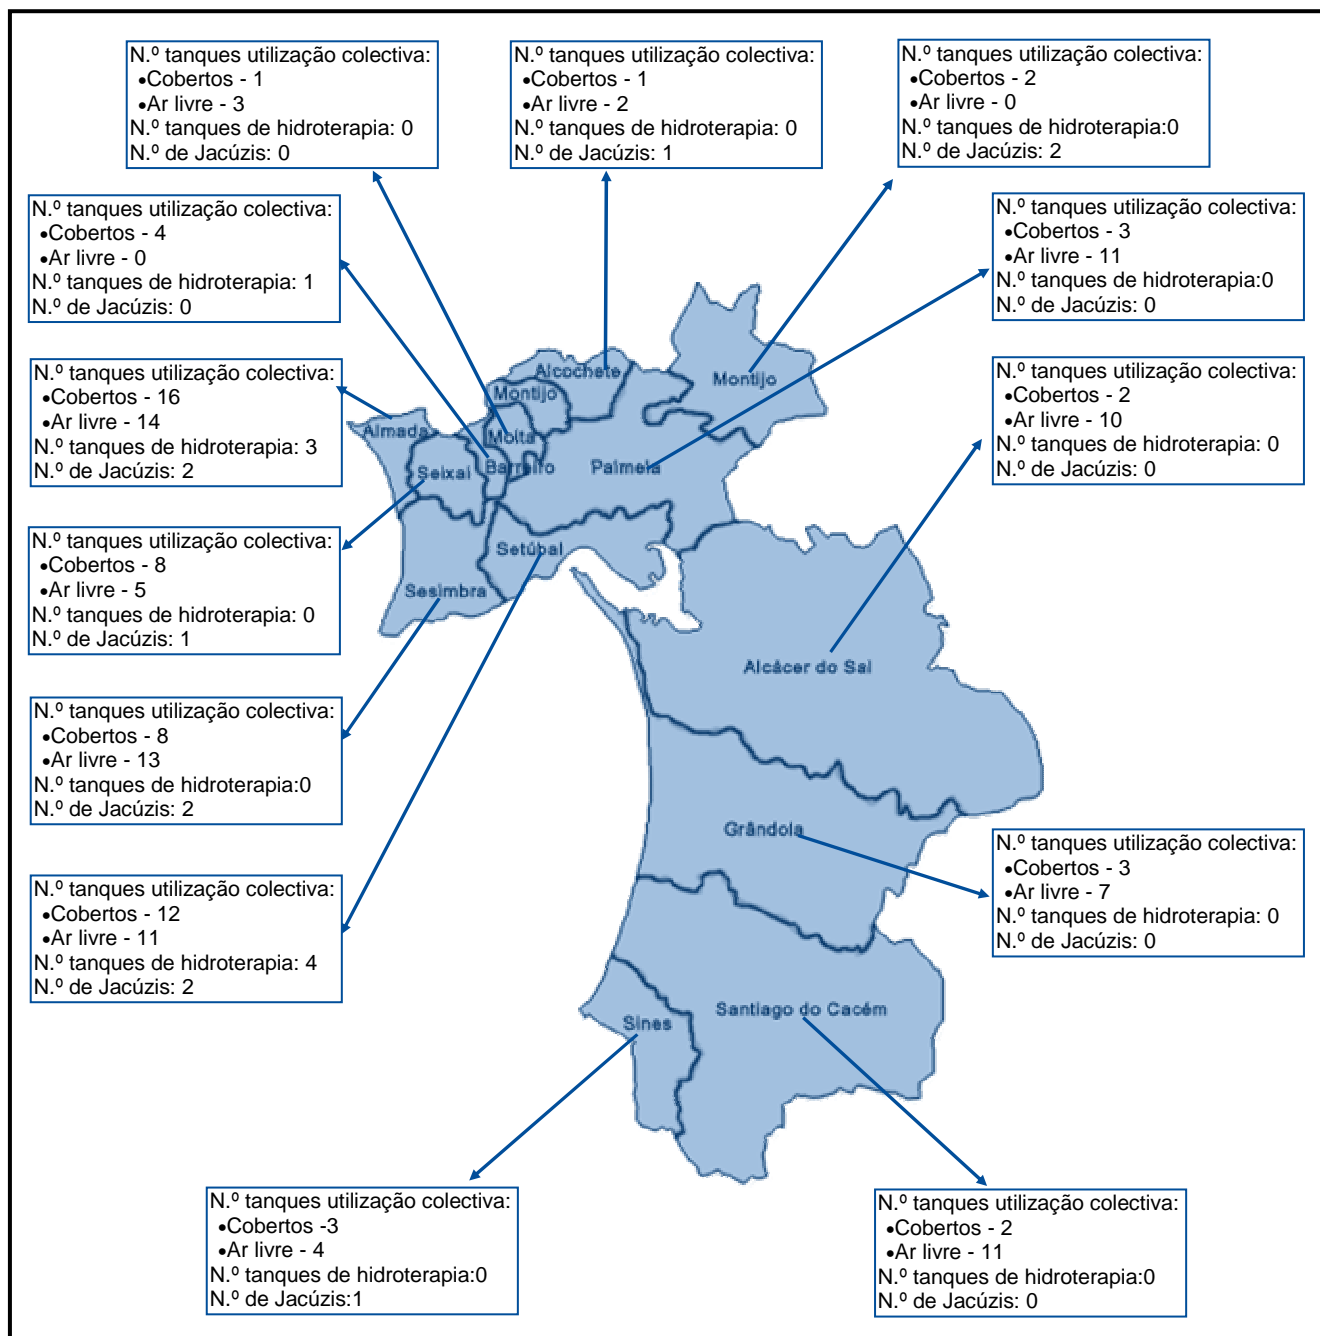 N.º tanques utilização colectiva:
•Cobertos - 1
•Ar livre - 3
N.º tanques de hidroterapia: 0
N.º de Jacúzis: 0
N.º tanques utilização colectiva:
•Cobertos - 1
•Ar livre - 2
N.º tanques de hidroterapia: 0
N.º de Jacúzis: 1
N.º tanques utilização colectiva:
•Cobertos - 2
•Ar livre - 0
N.º tanques de hidroterapia:0
N.º de Jacúzis: 2
N.º tanques utilização colectiva:
•Cobertos - 4
•Ar livre - 0
N.º tanques de hidroterapia: 1
N.º de Jacúzis: 0
N.º tanques utilização colectiva:
•Cobertos - 3
•Ar livre - 11
N.º tanques de hidroterapia:0
N.º de Jacúzis: 0
N.º tanques utilização colectiva:
•Cobertos - 16
•Ar livre - 14
N.º tanques de hidroterapia: 3
N.º de Jacúzis: 2
N.º tanques utilização colectiva:
•Cobertos - 2
•Ar livre - 10
N.º tanques de hidroterapia: 0
N.º de Jacúzis: 0
Alcochete
Montijo
Montijo
Almada
Moita
Seixal
Barreiro
Palmela
Setúbal
Sesimbra
Alcácer do Sal
Grândola
Santiago do Cacém
Sines
N.º tanques utilização colectiva:
•Cobertos - 8
•Ar livre - 5
N.º tanques de hidroterapia: 0
N.º de Jacúzis: 1
N.º tanques utilização colectiva:
•Cobertos - 8
•Ar livre - 13
N.º tanques de hidroterapia:0
N.º de Jacúzis: 2
N.º tanques utilização colectiva:
•Cobertos - 3
•Ar livre - 7
N.º tanques de hidroterapia: 0
N.º de Jacúzis: 0
N.º tanques utilização colectiva:
•Cobertos - 12
•Ar livre - 11
N.º tanques de hidroterapia: 4
N.º de Jacúzis: 2
N.º tanques utilização colectiva:
•Cobertos -3
•Ar livre - 4
N.º tanques de hidroterapia:0
N.º de Jacúzis:1
N.º tanques utilização colectiva:
•Cobertos - 2
•Ar livre - 11
N.º tanques de hidroterapia:0
N.º de Jacúzis: 0